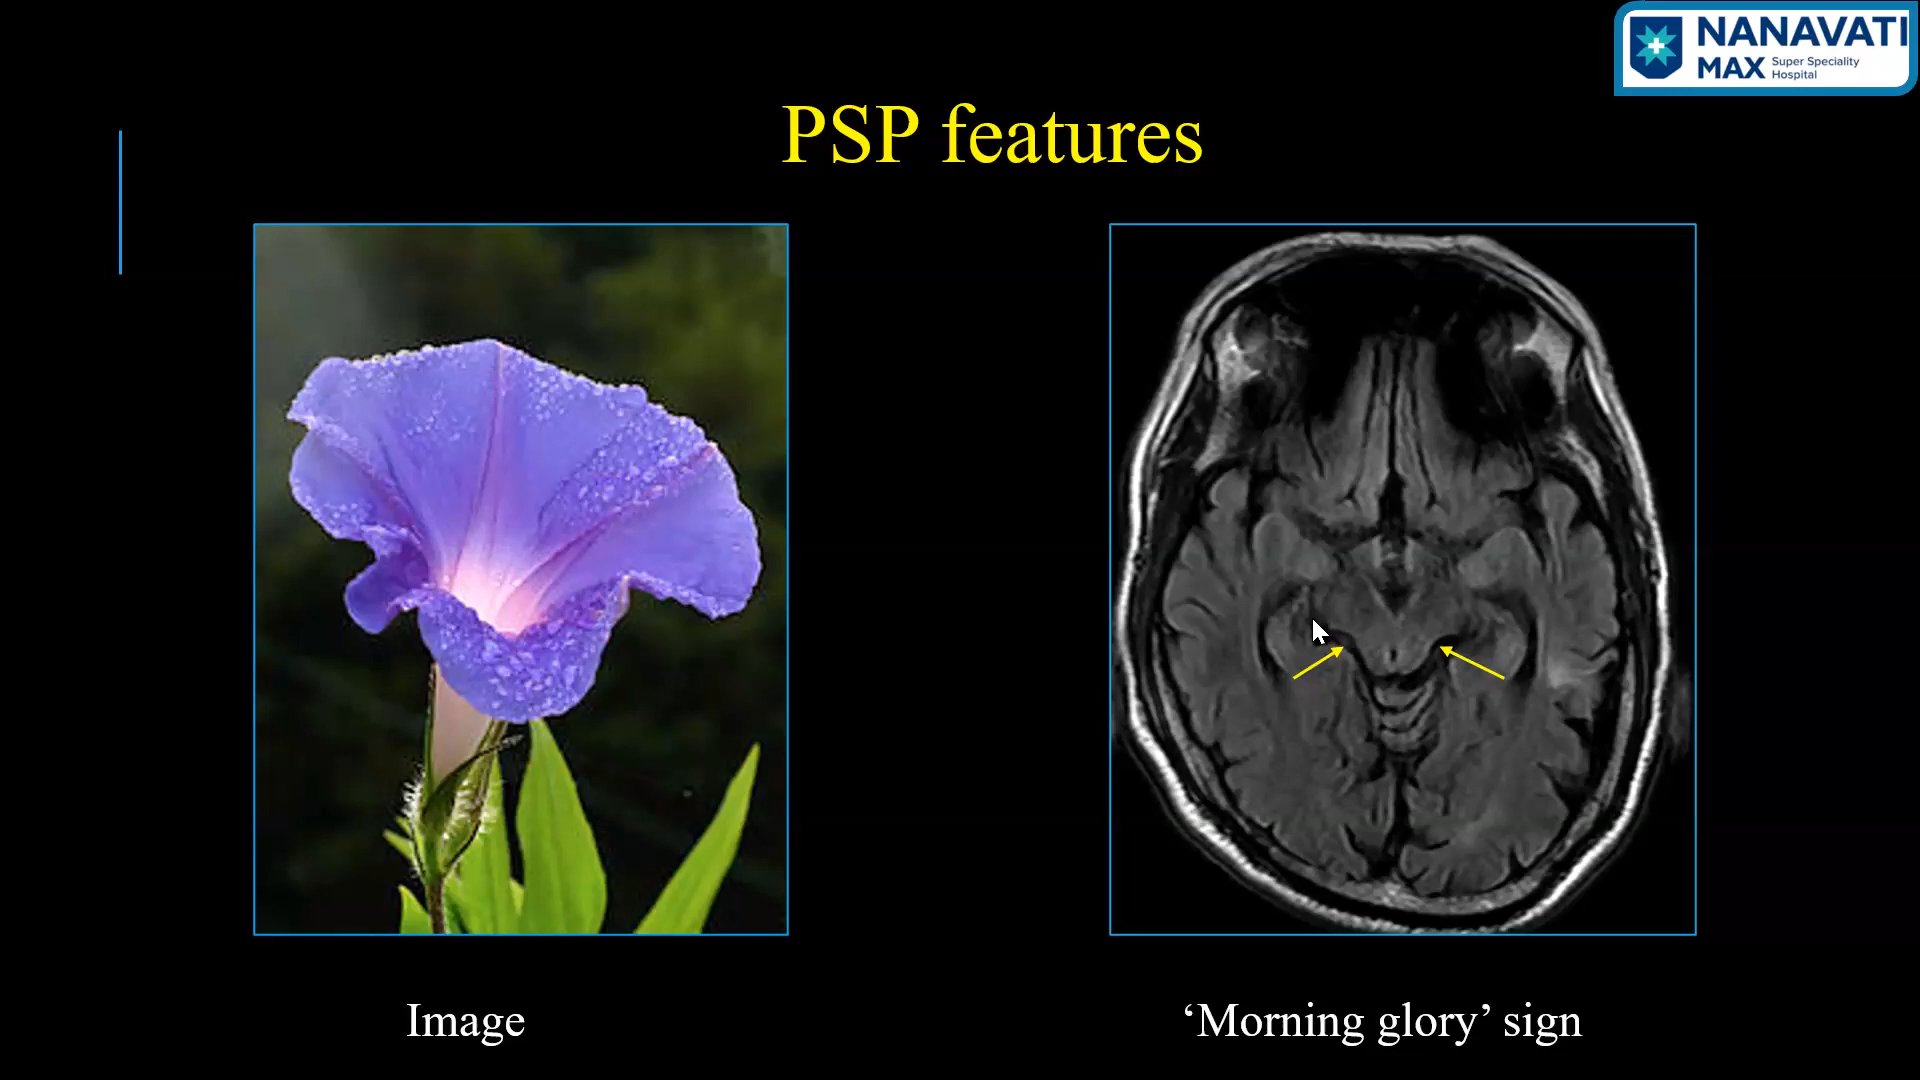 NANAVATI
MAX Super Speciality
Hospital
PSP features
Image
‘Morning glory’ sign